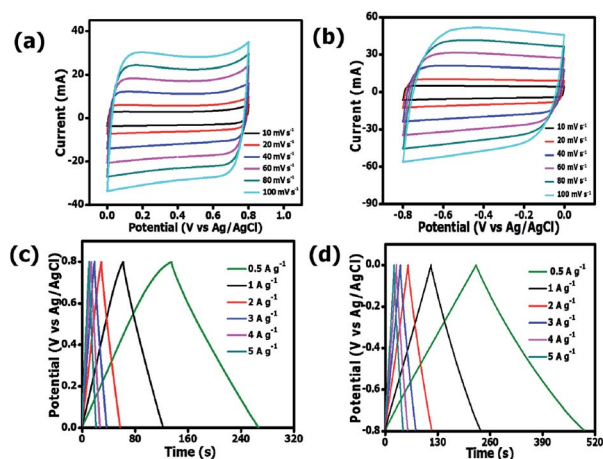 (a)
40
20
0
-20
-40
Current (mA)
10 mV s⁻¹
20 mV s⁻¹
40 mV s⁻¹
60 mV s⁻¹
80 mV s⁻¹
100 mV s⁻¹
0.0 0.2 0.4 0.6 0.8 1.0
Potential (V vs Ag/AgCl)
(b)
60
30
0
-30
-60
-90
Current (mA)
10 mV s⁻¹
20 mV s⁻¹
40 mV s⁻¹
60 mV s⁻¹
80 mV s⁻¹
100 mV s⁻¹
-0.8 -0.6 -0.4 -0.2 0.0
Potential (V vs Ag/AgCl)
(c)
0.8
0.4
0.0
Potential (V vs Ag/AgCl)
0.5 A g⁻¹
1 A g⁻¹
2 A g⁻¹
3 A g⁻¹
4 A g⁻¹
5 A g⁻¹
0 80 160 240 320
Time (s)
(d)
0.0
-0.2
-0.4
-0.6
-0.8
Potential (V vs Ag/AgCl)
0.5 A g⁻¹
1 A g⁻¹
2 A g⁻¹
3 A g⁻¹
4 A g⁻¹
5 A g⁻¹
0 130 260 390 520
Time (s)